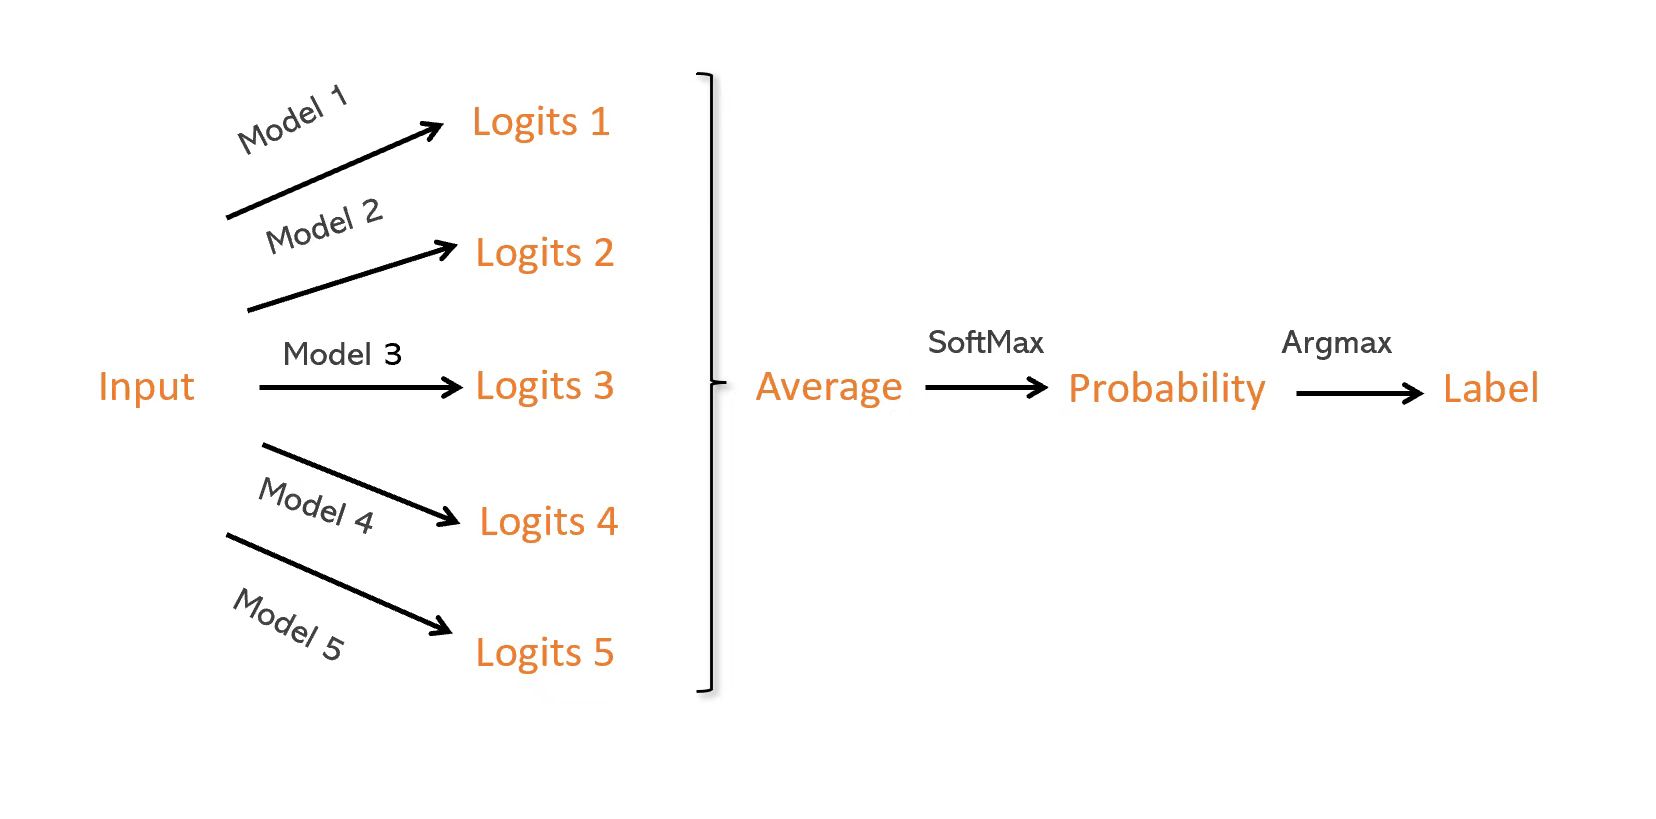 Model 1
Logits 1
Model 2
Logits 2
Input
Model 3
Logits 3
Model 4
Logits 4
Model 5
Logits 5
Average
SoftMax
Probability
Argmax
Label